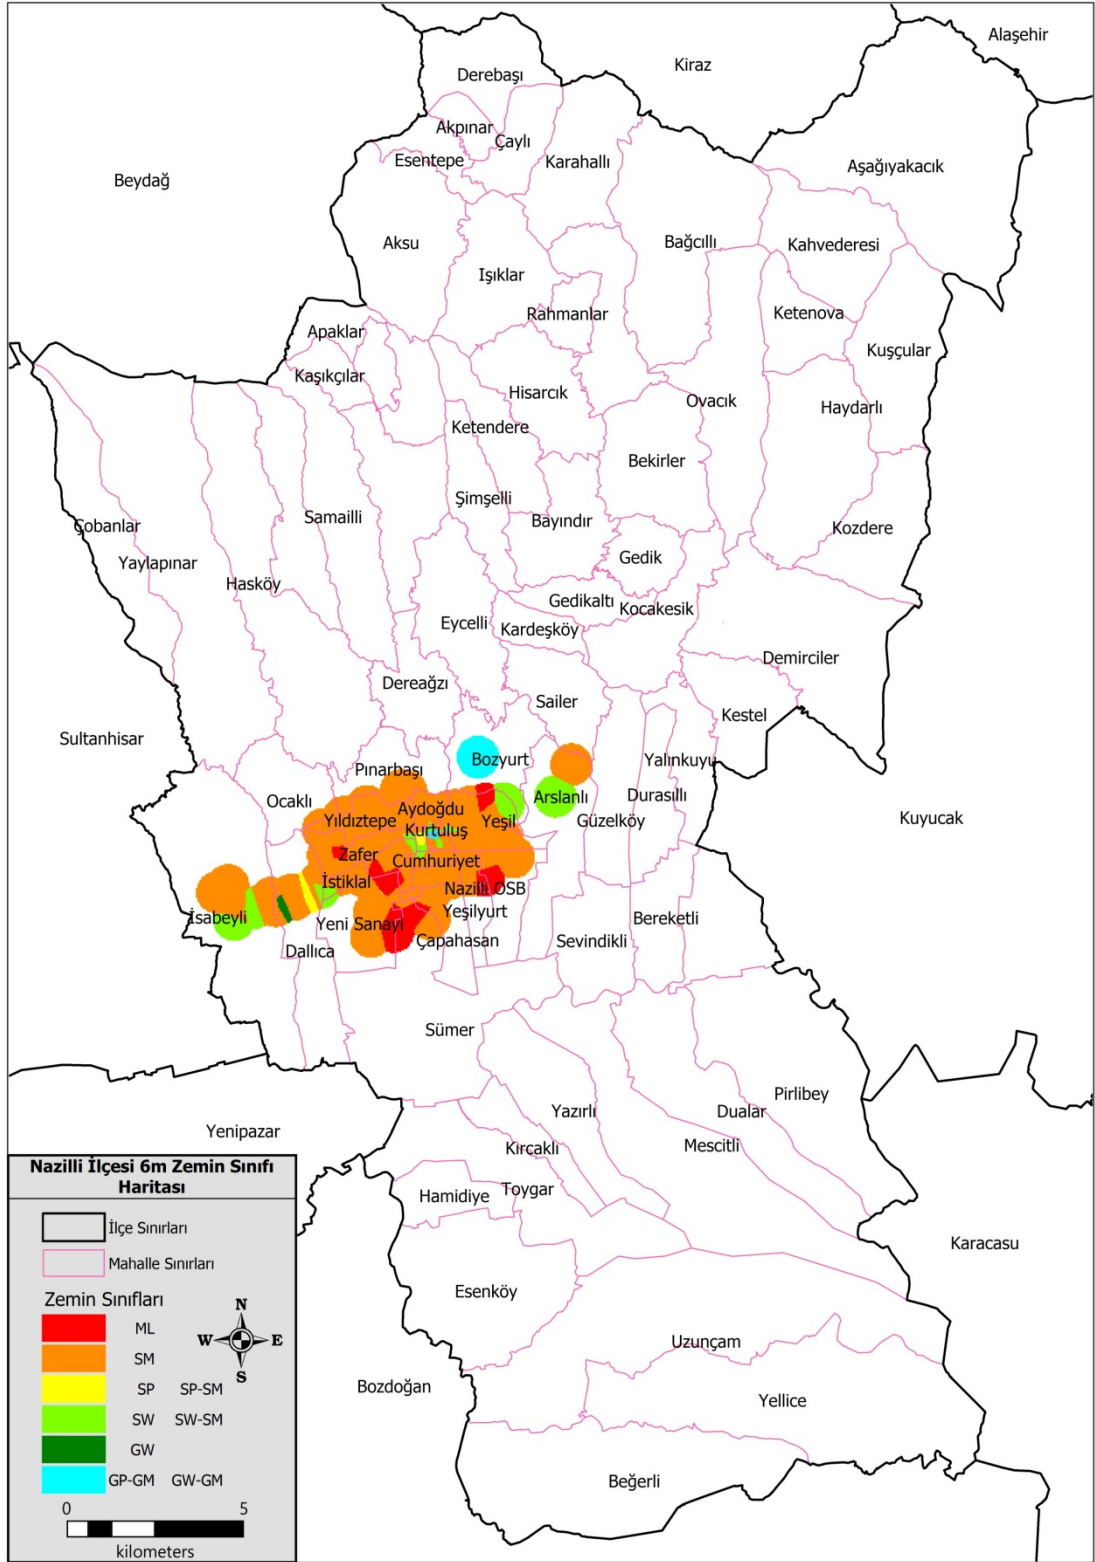 Alaşehir
Kiraz
Derebaşı
Akpınar
Çaylı
Esentepe
Karahallı
Aşağıyakacık
Beydağ
Aksu
Bağcıllı
Kahvederesi
Işıklar
Rahmanlar
Ketenova
Apaklar
Kuşçular
Kaşıkçılar
Hisarcık
Ovacık
Haydarlı
Ketendere
Bekirler
Şimşelli
Samailli
Bayındır
Çobanlar
Kozdere
Yaylapınar
Gedik
Hasköy
Gedikaltı
Kocakesik
Eycelli
Kardeşköy
Demirciler
Dereağzı
Sailer
Kestel
Sultanhisar
Bozyurt
Yalınkuyu
Pınarbaşı
Ocaklı
Arslanlı
Durasıllı
Aydoğdu
Yıldıztepe
Yeşil
Güzelköy
Kuyucak
Kurtuluş
Zafer
Cumhuriyet
İstiklal
Nazilli OSB
İsabeyli
Yeni Sanayi
Yeşilyurt
Bereketli
Çapahasan
Sevindikli
Dallıca
Sümer
Pirlibey
Yazırlı
Dualar
Yenipazar
Mescitli
Kırcaklı
Hamidiye
Toygar
Karacasu
Esenköy
Uzunçam
Bozdoğan
Yellice
Beğerli
Nazilli İlçesi 6m Zemin Sınıfı
Haritası
İlçe Sınırları
Mahalle Sınırları
Zemin Sınıfları
N
W E
S
ML
SM
SP SP-SM
SW SW-SM
GW
GP-GM GW-GM
0 5
kilometers